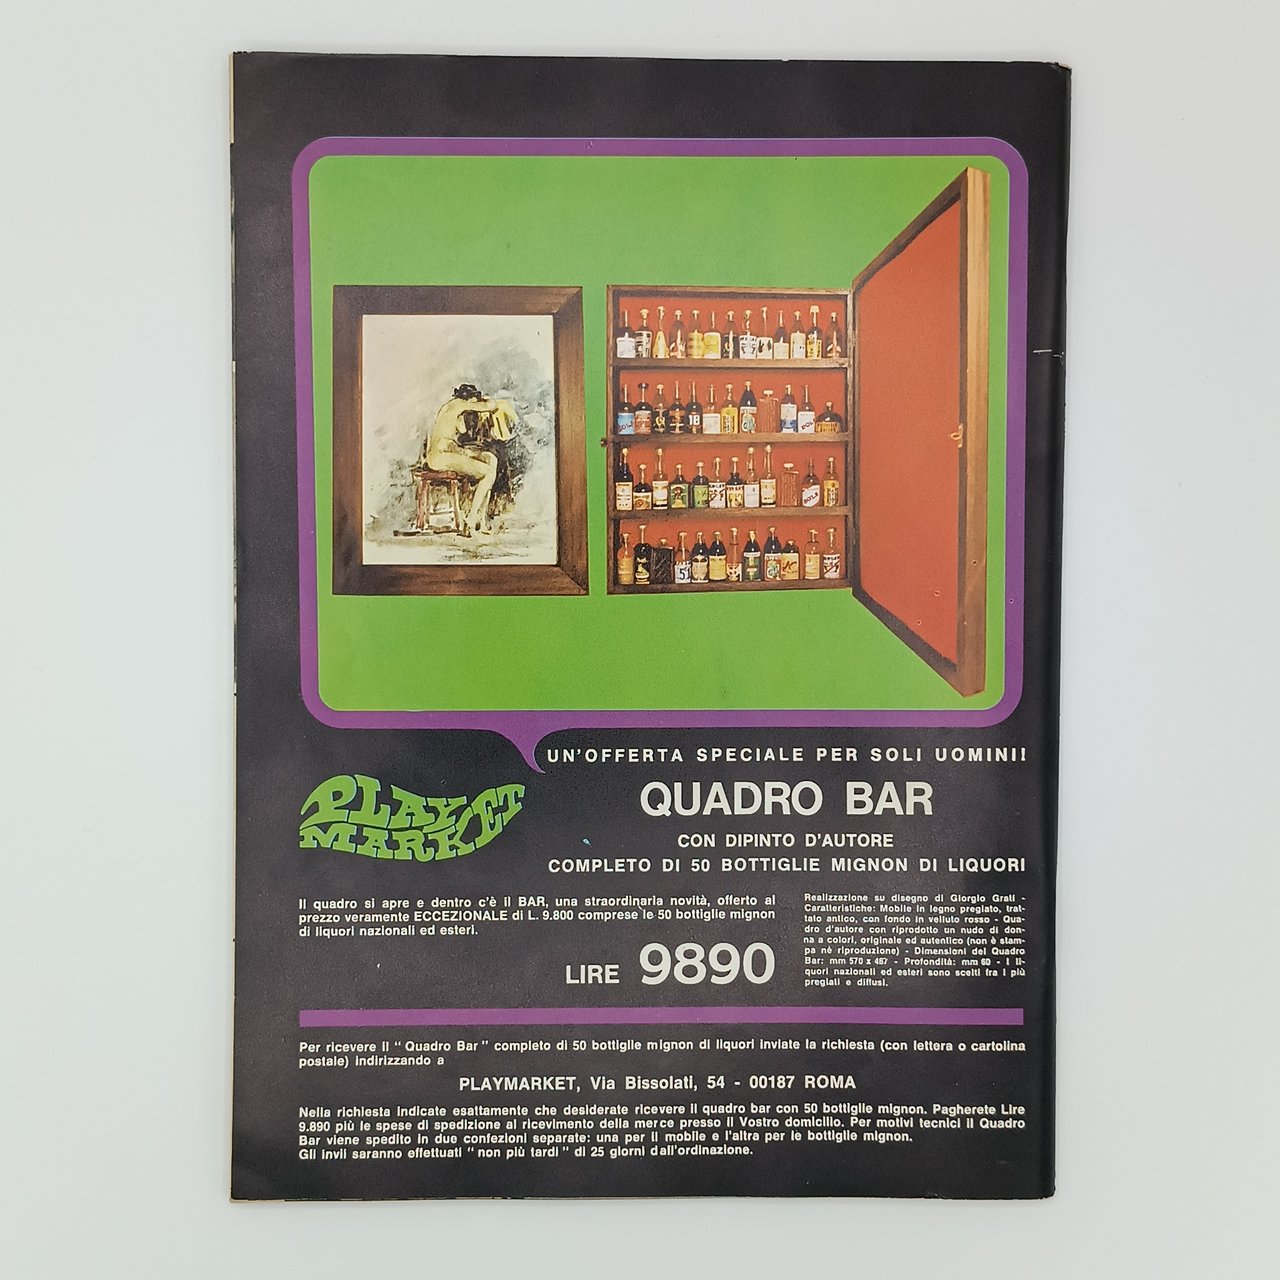 UN'OFFERTA SPECIALE PER SOLI UOMINI!
PLAY
MARKET
QUADRO BAR
CON DIPINTO D'AUTORE
COMPLETO DI 50 BOTTIGLIE MIGNON DI LIQUORI
Il quadro si apre e dentro c'è il BAR, una straordinaria novità, offerto al
prezzo veramente ECCEZIONALE di L. 9.800 comprese le 50 bottiglie mignon
di liquori nazionali ed esteri.
LIRE 9890
Realizzazione su disegno di Giorgio Grati -
Caratteristiche: Mobile in legno pregiato, trat-
tato antico, con fondo in velluto rosso - Qua-
dro d'autore con riprodotto un nudo di don-
na a colori, originale ed autentico (non è stam-
pa nè riproduzione) - Dimensioni del Quadro
Bar: mm 570 x 487 - Profondità: mm 60 - I li-
quori nazionali ed esteri sono scelti fra i più
pregiati e diffusi.
Per ricevere il "Quadro Bar" completo di 50 bottiglie mignon di liquori inviate la richiesta (con lettera o cartolina
postale) indirizzando a
PLAYMARKET, Via Bissolati, 54 - 00187 ROMA
Nella richiesta indicate esattamente che desiderate ricevere il quadro bar con 50 bottiglie mignon. Pagherete Lire
9.890 più le spese di spedizione al ricevimento della merce presso il Vostro domicilio. Per motivi tecnici il Quadro
Bar viene spedito in due confezioni separate: una per il mobile e l'altra per le bottiglie mignon.
Gli invii saranno effettuati "non più tardi" di 25 giorni dall'ordinazione.